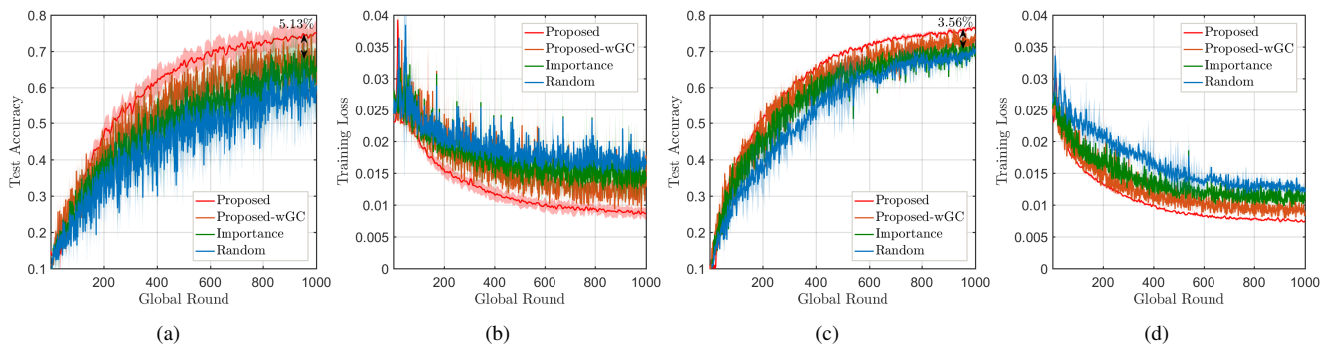 5.13%
0.8
0.7
0.6
0.5
0.4
0.3
0.2
0.1
Test Accuracy
Proposed
Proposed-wGC
Importance
Random
200 400 600 800 1000
Global Round
(a)
0.04
0.035
0.03
0.025
0.02
0.015
0.01
0.005
0
Training Loss
Proposed
Proposed-wGC
Importance
Random
200 400 600 800 1000
Global Round
(b)
3.56%
0.8
0.7
0.6
0.5
0.4
0.3
0.2
0.1
Test Accuracy
Proposed
Proposed-wGC
Importance
Random
200 400 600 800 1000
Global Round
(c)
0.04
0.035
0.03
0.025
0.02
0.015
0.01
0.005
0
Training Loss
Proposed
Proposed-wGC
Importance
Random
200 400 600 800 1000
Global Round
(d)